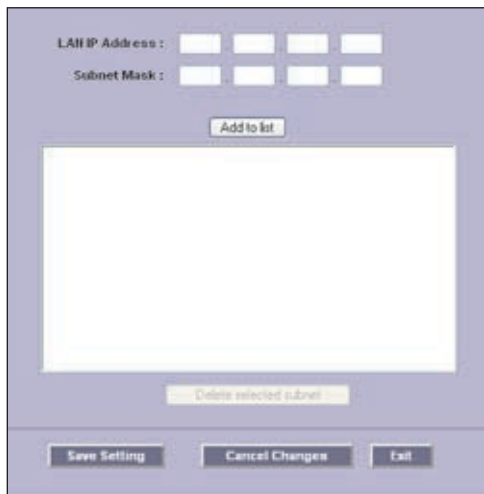 LAN IP Address :
Subnet Mask :
Add to list
Delete selected subnet
Save Setting Cancel Changes Exit